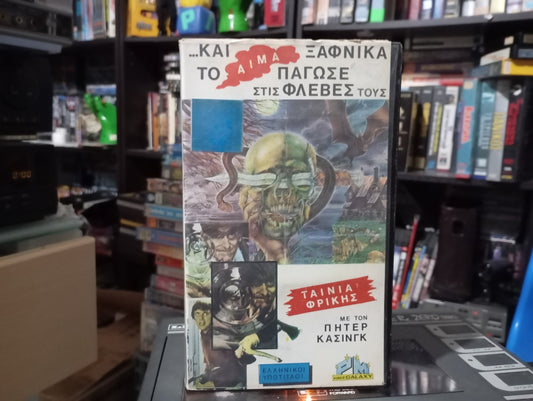 ...ΚΑΙ ΞΑΦΝΙΚΑ
ΤΟ ΑΙΜΑ ΠΑΓΩΣΕ
ΣΤΙΣ ΦΛΕΒΕΣ ΤΟΥΣ
ΤΑΙΝΙΑ
ΦΡΙΚΗΣ
ΜΕ ΤΟΝ
ΠΗΤΕΡ
ΚΑΣΙΝΓΚ
ΕΛΛΗΝΙΚΟΙ
ΥΠΟΤΙΤΛΟΙ
GALAXY